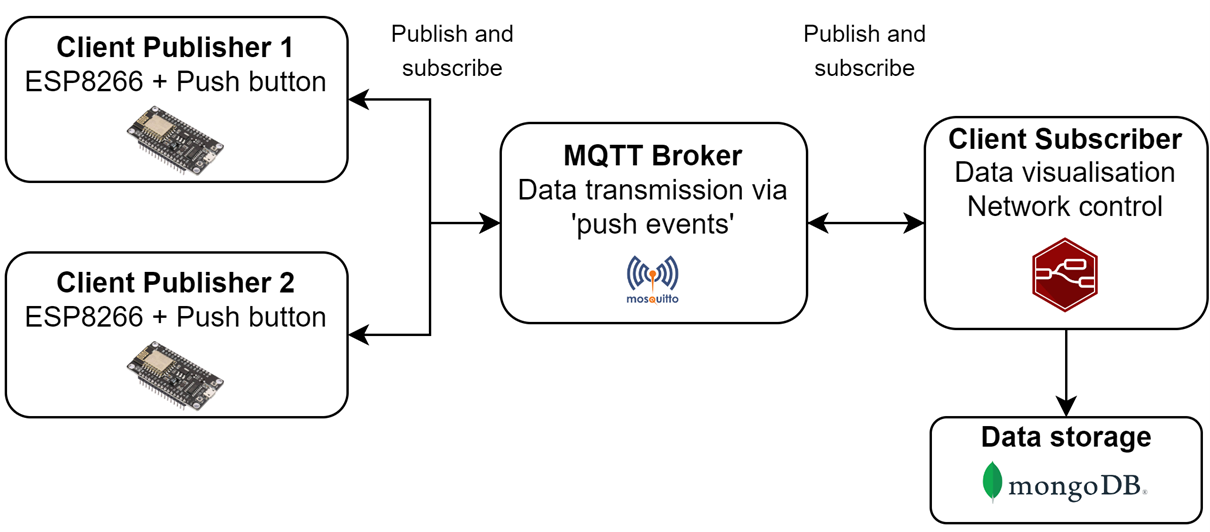 Client Publisher 1
ESP8266 + Push button
Publish and
subscribe
Publish and
subscribe
MQTT Broker
Data transmission via
'push events'
mosquitto
Client Subscriber
Data visualisation
Network control
Client Publisher 2
ESP8266 + Push button
Data storage
mongoDB